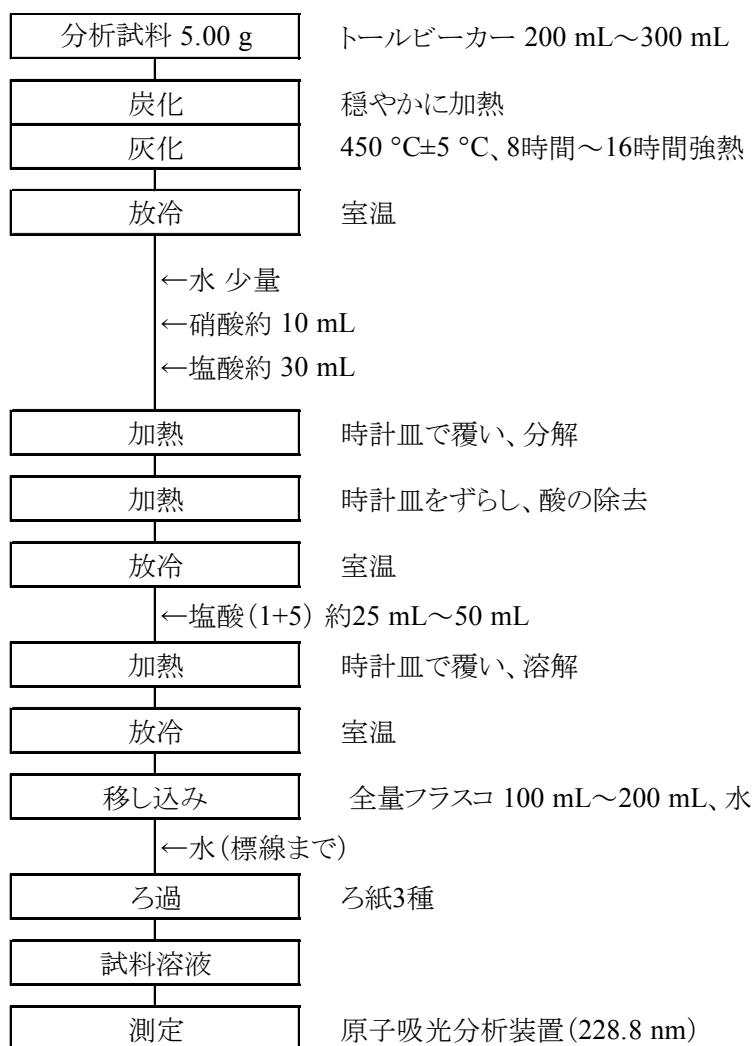 分析試料 5.00 g トールビーカー 200 mL～300 mL
炭化 穏やかに加熱
灰化 450 °C±5 °C、8時間～16時間強熱
放冷 室温
←水 少量
←硝酸約 10 mL
←塩酸約 30 mL
加熱 時計皿で覆い、分解
加熱 時計皿をずらし、酸の除去
放冷 室温
←塩酸（1+5） 約25 mL～50 mL
加熱 時計皿で覆い、溶解
放冷 室温
移し込み 全量フラスコ 100 mL～200 mL、水
←水（標線まで）
ろ過 ろ紙3種
試料溶液
測定 原子吸光分析装置（228.8 nm）